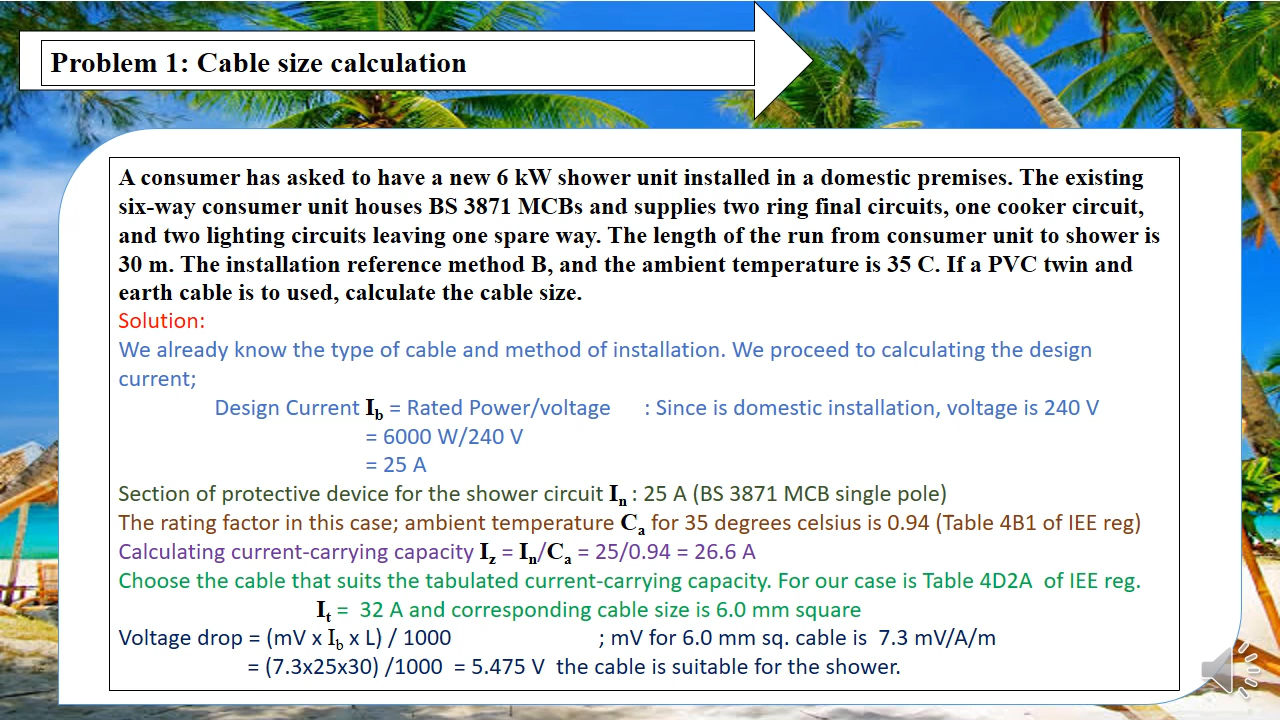 Problem 1: Cable size calculation
A consumer has asked to have a new 6 kW shower unit installed in a domestic premises. The existing
six-way consumer unit houses BS 3871 MCBs and supplies two ring final circuits, one cooker circuit,
and two lighting circuits leaving one spare way. The length of the run from consumer unit to shower is
30 m. The installation reference method B, and the ambient temperature is 35 C. If a PVC twin and
earth cable is to used, calculate the cable size.
Solution:
We already know the type of cable and method of installation. We proceed to calculating the design
current;
Design Current Ib = Rated Power/voltage : Since is domestic installation, voltage is 240 V
= 6000 W/240 V
= 25 A
Section of protective device for the shower circuit In : 25 A (BS 3871 MCB single pole)
The rating factor in this case; ambient temperature Ca for 35 degrees celsius is 0.94 (Table 4B1 of IEE reg)
Calculating current-carrying capacity Iz = In/Ca = 25/0.94 = 26.6 A
Choose the cable that suits the tabulated current-carrying capacity. For our case is Table 4D2A of IEE reg.
It = 32 A and corresponding cable size is 6.0 mm square
Voltage drop = (mV x Ib x L) / 1000 ; mV for 6.0 mm sq. cable is 7.3 mV/A/m
= (7.3x25x30) /1000 = 5.475 V the cable is suitable for the shower.